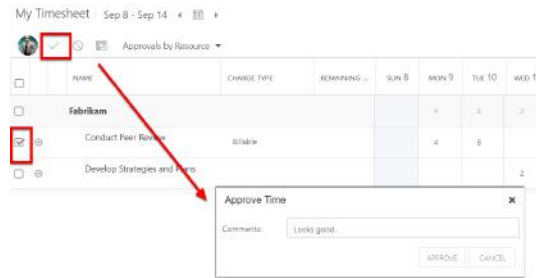 My Timesheet Sep 8 - Sep 14
Approvals by Resource
NAME CHARGE TYPE REMAINING ... SUN 8 MON 9 TUE 10 WED 1
Fabrikam 4 8 2
Conduct Peer Review Billable 4 8
Develop Strategies and Plans 2
Approve Time x
Comments: Looks good.
APPROVE CANCEL